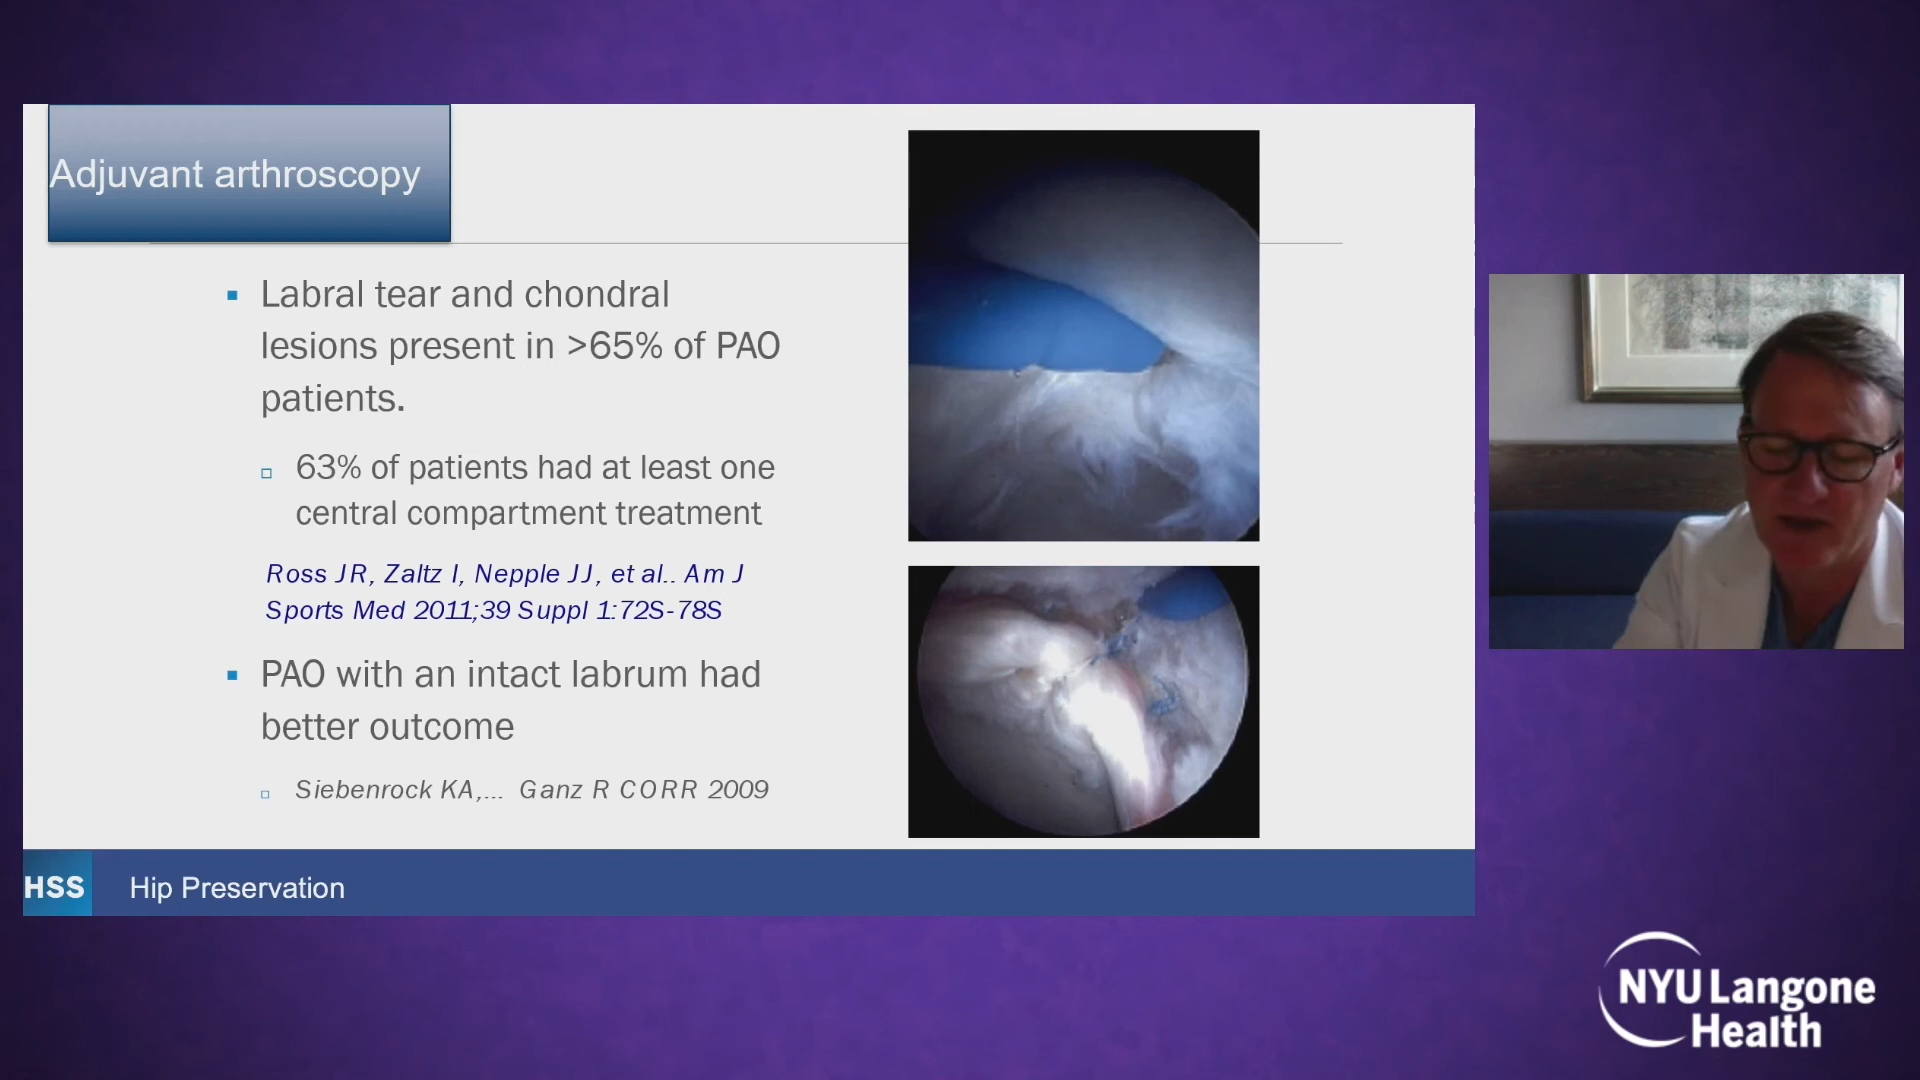 Adjuvant arthroscopy
▪ Labral tear and chondral
lesions present in >65% of PAO
patients.
▫ 63% of patients had at least one
central compartment treatment
Ross JR, Zaltz I, Nepple JJ, et al.. Am J
Sports Med 2011;39 Suppl 1:72S-78S
▪ PAO with an intact labrum had
better outcome
▫ Siebenrock KA,... Ganz R CORR 2009
HSS Hip Preservation
NYU Langone
Health